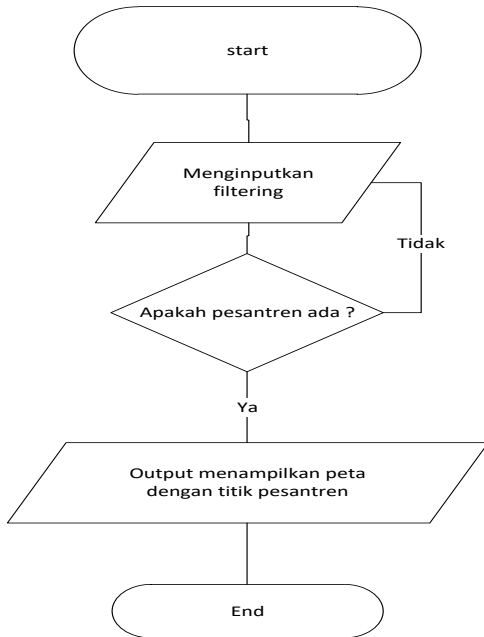 start
Menginputkan
filtering
Tidak
Apakah pesantren ada ?
Ya
Output menampilkan peta
dengan titik pesantren
End